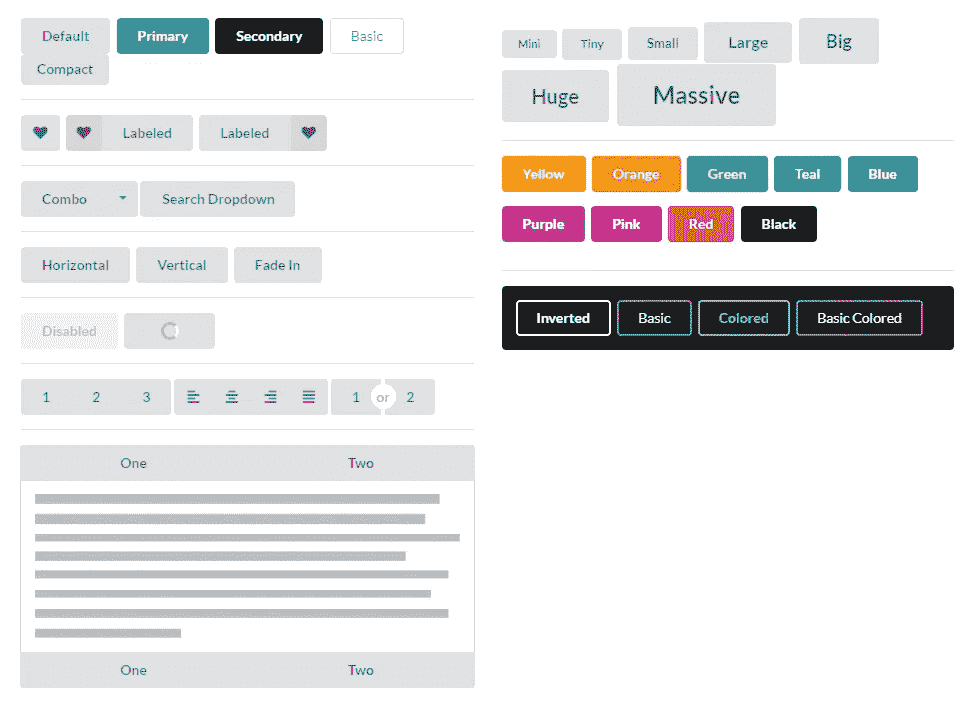 Default Primary Secondary Basic
Compact
Labeled Labeled
Combo Search Dropdown
Horizontal Vertical Fade In
Disabled
1 2 3 1 or 2
One Two
One Two
Mini Tiny Small Large Big
Huge Massive
Yellow Orange Green Teal Blue
Purple Pink Red Black
Inverted Basic Colored Basic Colored